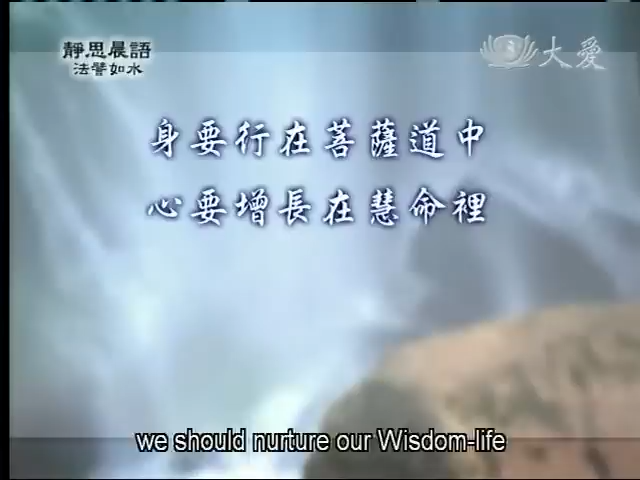 靜思晨語
法譬如水
大愛
身要行在菩薩道中
心要增長在慧命裡
we should nurture our Wisdom-life